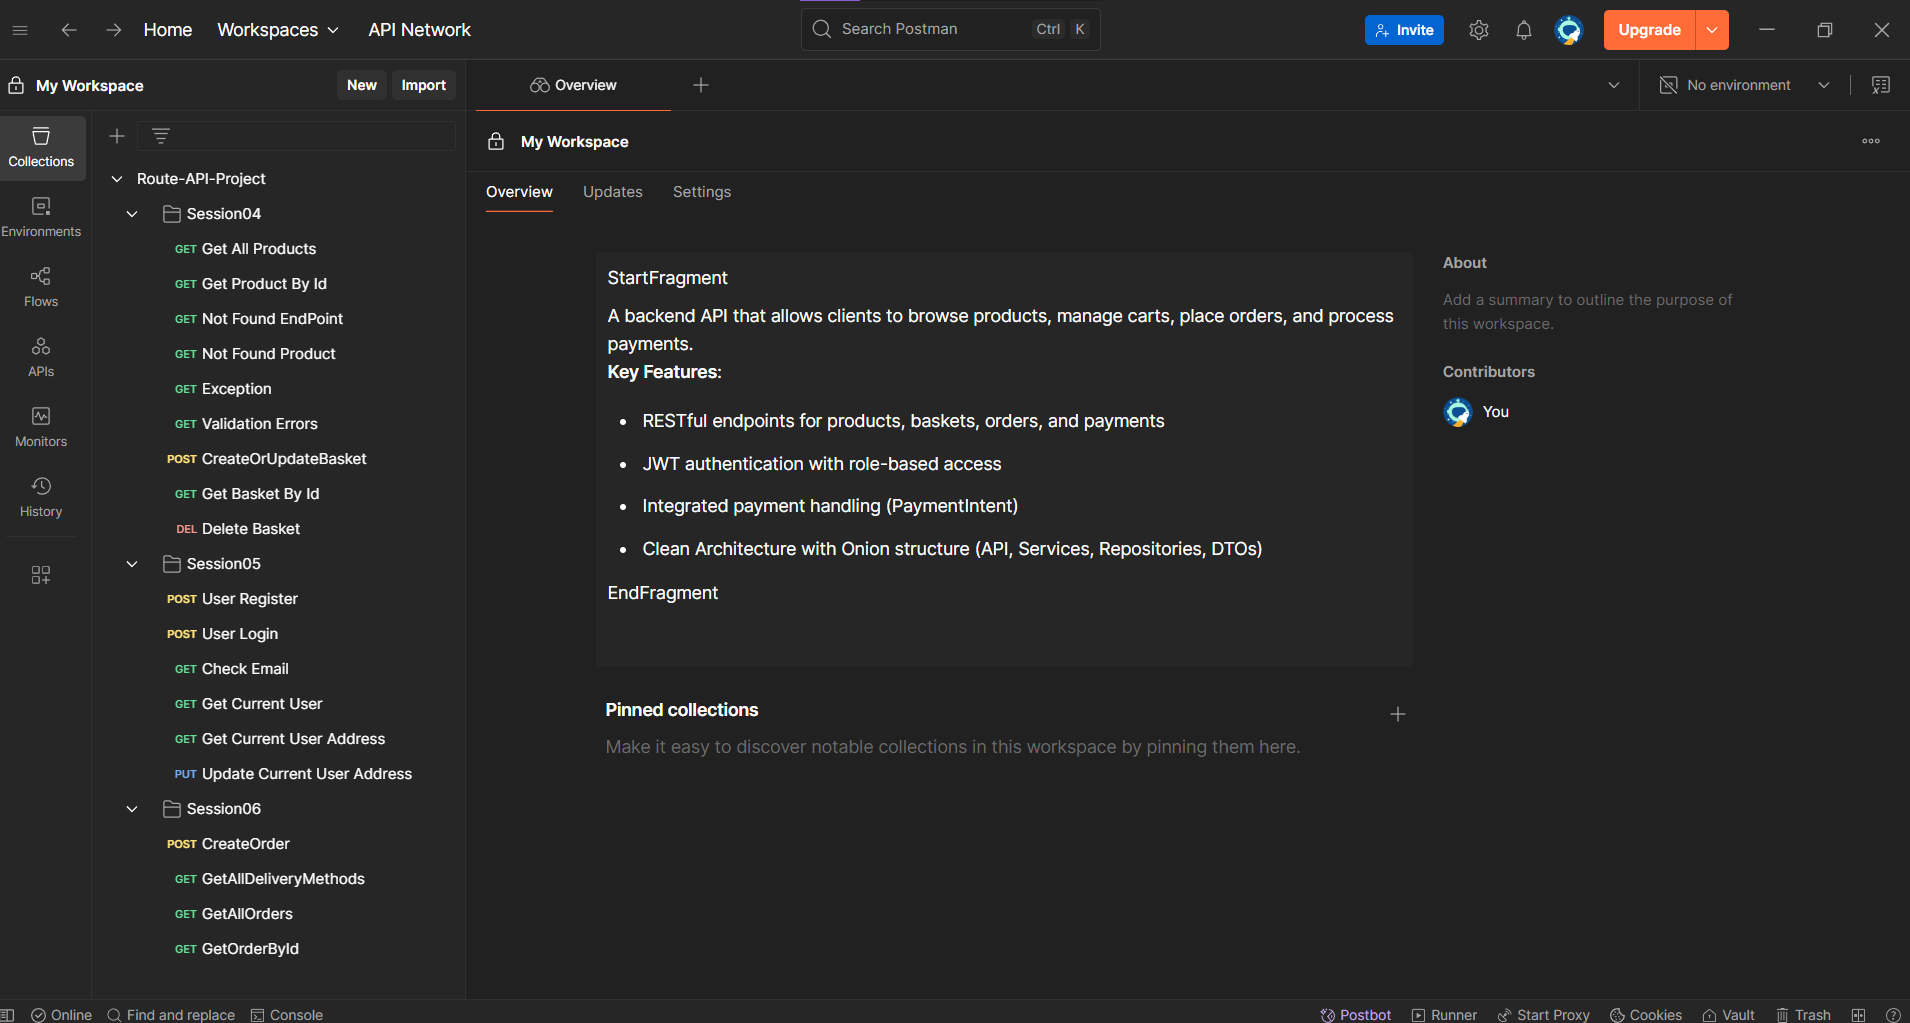 Home Workspaces API Network
Search Postman Ctrl K
Invite
Upgrade
My Workspace
New Import
Overview
No environment
Collections
Environments
Flows
APIs
Monitors
History
Route-API-Project
Session04
GET Get All Products
GET Get Product By Id
GET Not Found EndPoint
GET Not Found Product
GET Exception
GET Validation Errors
POST CreateOrUpdateBasket
GET Get Basket By Id
DEL Delete Basket
Session05
POST User Register
POST User Login
GET Check Email
GET Get Current User
GET Get Current User Address
PUT Update Current User Address
Session06
POST CreateOrder
GET GetAllDeliveryMethods
GET GetAllOrders
GET GetOrderById
My Workspace
Overview Updates Settings
StartFragment
A backend API that allows clients to browse products, manage carts, place orders, and process
payments.
Key Features:
• RESTful endpoints for products, baskets, orders, and payments
• JWT authentication with role-based access
• Integrated payment handling (PaymentIntent)
• Clean Architecture with Onion structure (API, Services, Repositories, DTOs)
EndFragment
Pinned collections
Make it easy to discover notable collections in this workspace by pinning them here.
About
Add a summary to outline the purpose of
this workspace.
Contributors
You
Online Find and replace Console
Postbot Runner Start Proxy Cookies Vault Trash